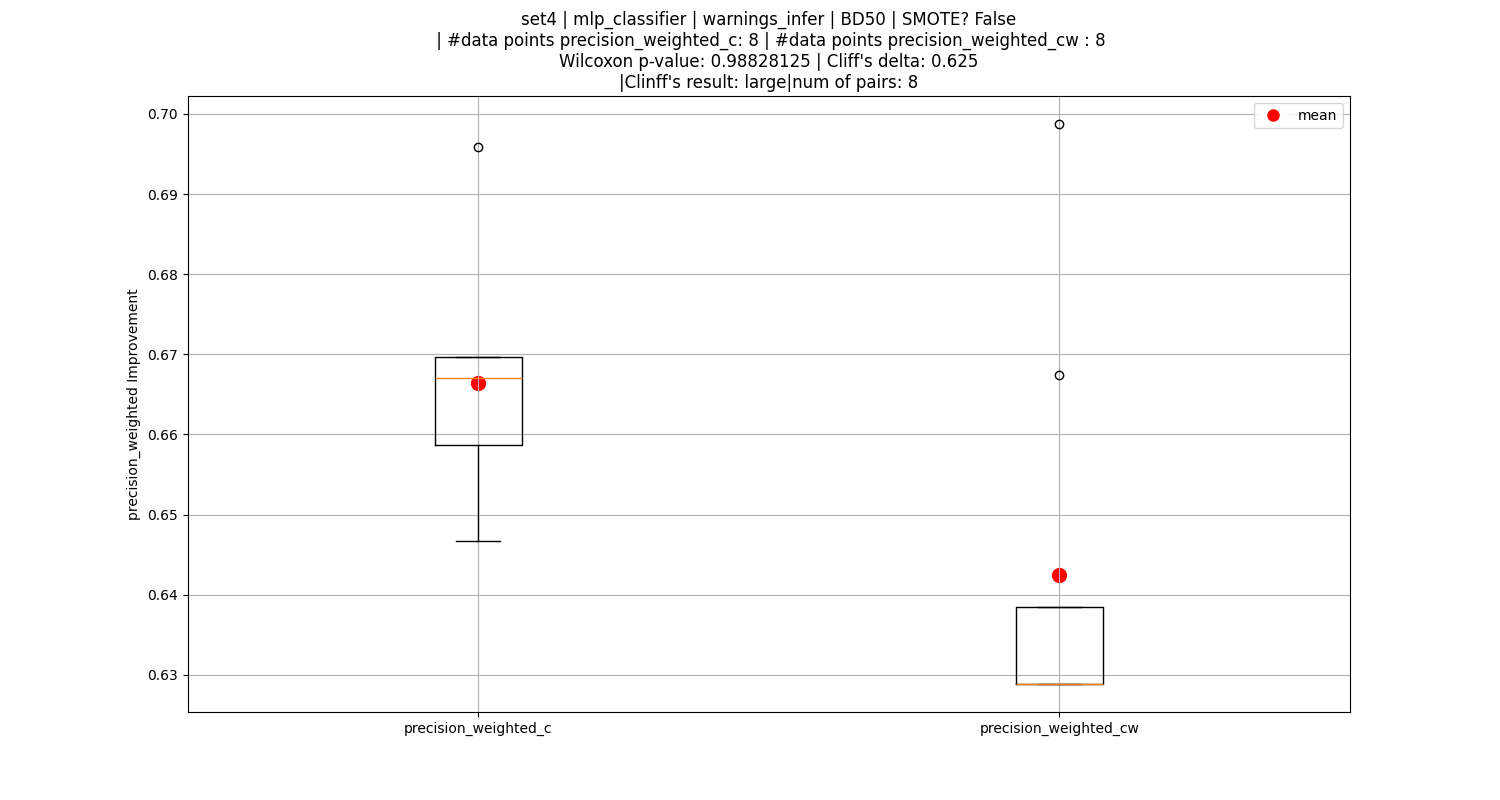 set4 | mlp_classifier | warnings_infer | BD50 | SMOTE? False
| #data points precision_weighted_c: 8 | #data points precision_weighted_cw : 8
Wilcoxon p-value: 0.98828125 | Cliff's delta: 0.625
|Clinff's result: large|num of pairs: 8
mean
0.70
0.69
0.68
0.67
0.66
0.65
0.64
0.63
precision_weighted Improvement
precision_weighted_c
precision_weighted_cw